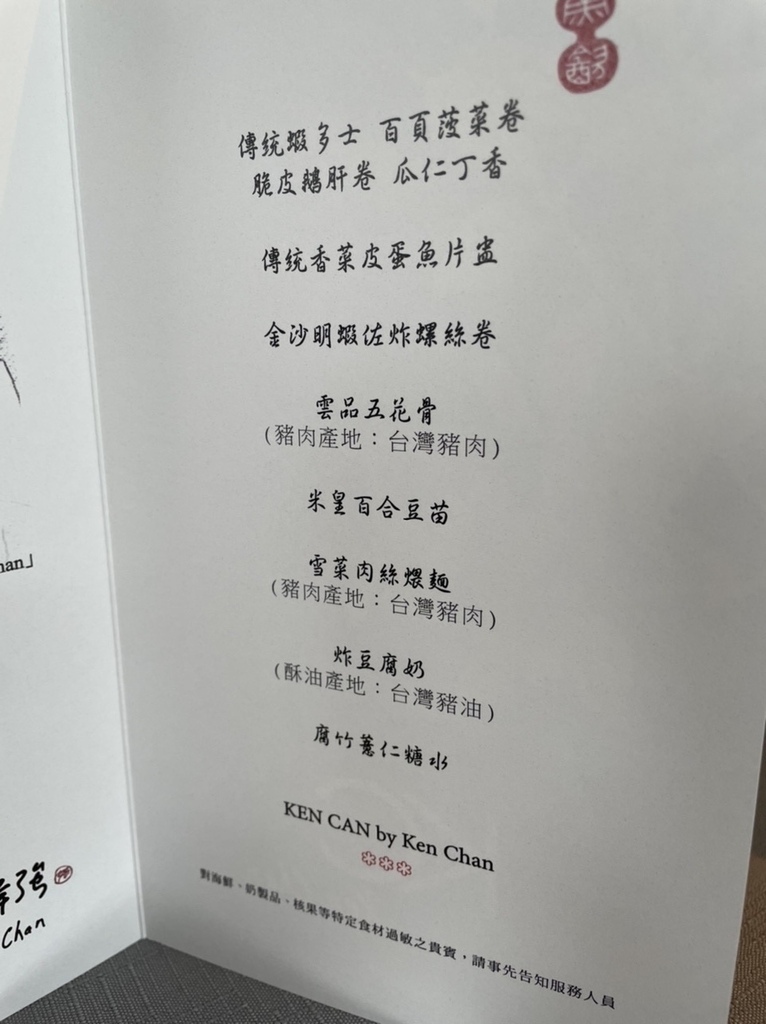 傳統蝦多士 百頁菠菜卷
脆皮鵝肝卷 瓜仁丁香
傳統香菜皮蛋魚片盅
金沙明蝦佐炸螺絲卷
雲品五花骨
(豬肉產地：台灣豬肉)
米皇百合豆苗
雪菜肉絲煨麵
(豬肉產地：台灣豬肉)
炸豆腐奶
(酥油產地：台灣豬油)
腐竹薏仁糖水
KEN CAN by Ken Chan
***
對海鮮、奶製品、核果等特定食材過敏之貴賓，請事先告知服務人員
han」
強
Chan